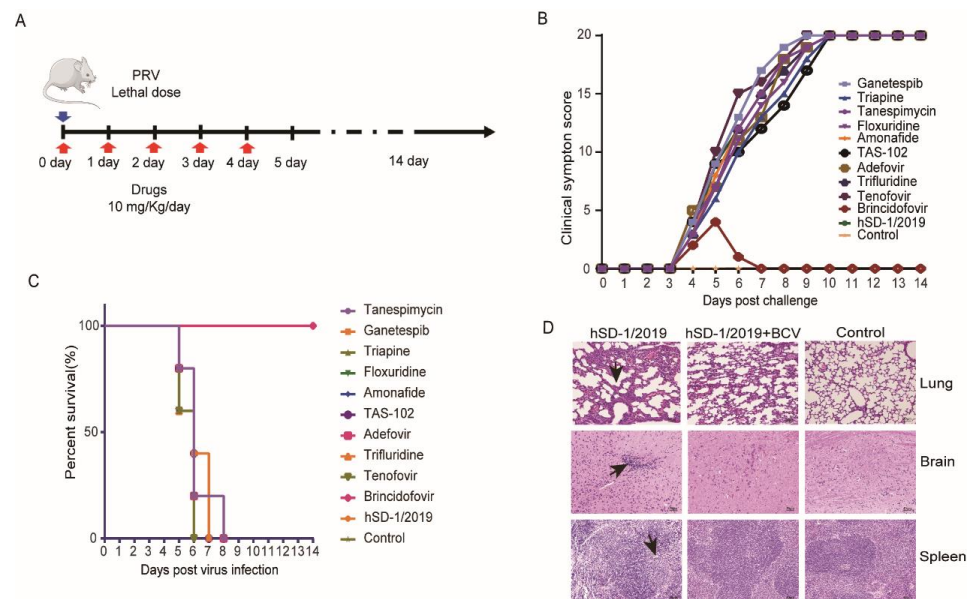 A
PRV
Lethal dose
0 day 1 day 2 day 3 day 4 day 5 day 14 day
Drugs
10 mg/Kg/day
B
Clinical sympton score
20
15
10
5
0
0 1 2 3 4 5 6 7 8 9 10 11 12 13 14
Days post challenge
Ganetespib
Triapine
Tanespimycin
Floxuridine
Amonafide
TAS-102
Adefovir
Trifluridine
Tenofovir
Brincidofovir
hSD-1/2019
Control
C
Percent survival(%)
100
50
0
0 1 2 3 4 5 6 7 8 9 10 11 12 13 14
Days post virus infection
Tanespimycin
Ganetespib
Triapine
Floxuridine
Amonafide
TAS-102
Adefovir
Trifluridine
Tenofovir
Brincidofovir
hSD-1/2019
Control
D
hSD-1/2019 hSD-1/2019+BCV Control
Lung
Brain
Spleen